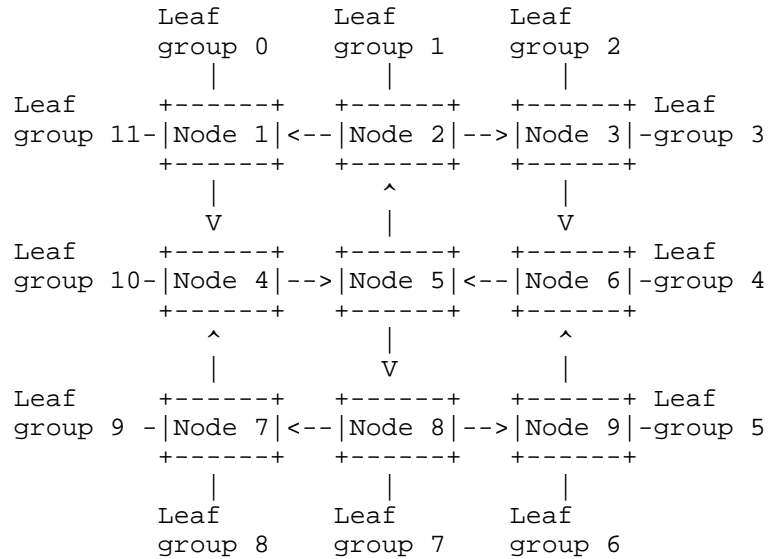 Leaf       Leaf       Leaf
            group 0    group 1    group 2
               |          |          |
Leaf        +------+   +------+   +------+ Leaf
group 11-|Node 1|<--|Node 2|-->|Node 3|-group 3
            +------+   +------+   +------+
               |          ^          |
               V          |          V
Leaf        +------+   +------+   +------+ Leaf
group 10-|Node 4|-->|Node 5|<--|Node 6|-group 4
            +------+   +------+   +------+
               ^          |          ^
               |          V          |
Leaf        +------+   +------+   +------+ Leaf
group 9 -|Node 7|<--|Node 8|-->|Node 9|-group 5
            +------+   +------+   +------+
               |          |          |
            Leaf       Leaf       Leaf
            group 8    group 7    group 6